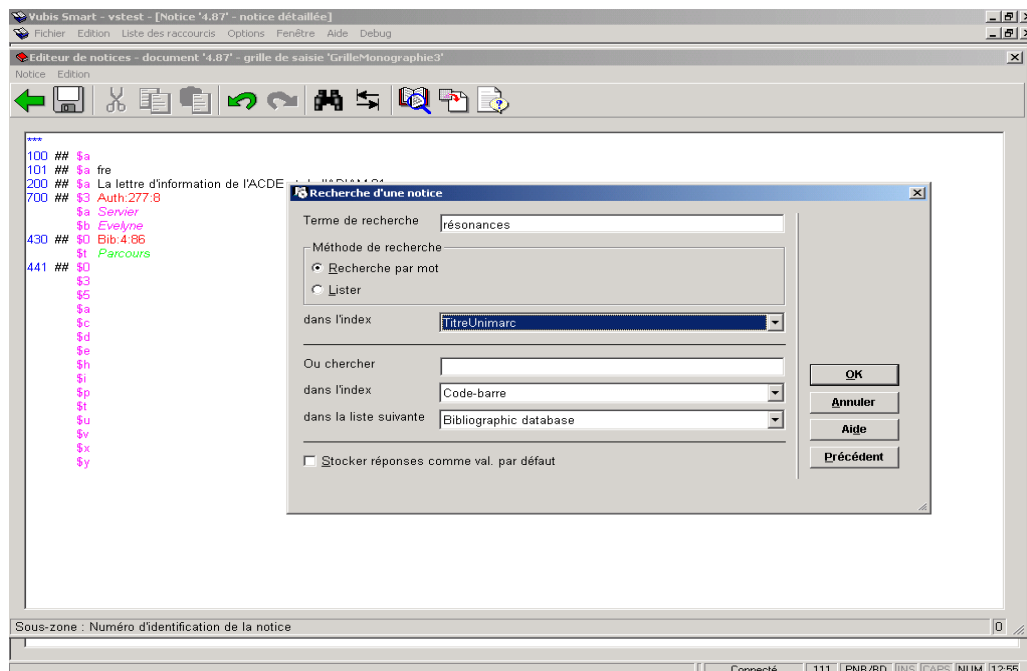 Vubis Smart - vstest - [Notice '4.87' - notice détaillée]
Fichier Edition Liste des raccourcis Options Fenêtre Aide Debug
Editeur de notices - document '4.87' - grille de saisie 'GrilleMonographie3'
Notice Edition
***
100 ## $a
101 ## $a fre
200 ## $a La lettre d'information de l'ACDE
700 ## $3 Auth:277:8
$a Servier
$b Evelyne
430 ## $0 Bib:4:86
$t Parcours
441 ## $0
$3
$5
$a
$c
$d
$e
$h
$i
$p
$t
$u
$v
$x
$y
Recherche d'une notice
Terme de recherche résonances
Méthode de recherche
Recherche par mot
Lister
dans l'index TitreUnimarc
Ou chercher
dans l'index Code-barre
dans la liste suivante Bibliographic database
Stocker réponses comme val. par défaut
OK
Annuler
Aide
Précédent
Sous-zone : Numéro d'identification de la notice 0
Connecté 111 PNB/BD INS CAPS NUM 12:55